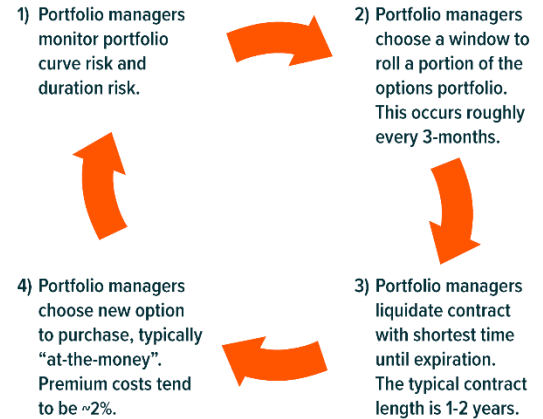 1) Portfolio managers
monitor portfolio
curve risk and
duration risk.
2) Portfolio managers
choose a window to
roll a portion of the
options portfolio.
This occurs roughly
every 3-months.
3) Portfolio managers
liquidate contract
with shortest time
until expiration.
The typical contract
length is 1-2 years.
4) Portfolio managers
choose new option
to purchase, typically
“at-the-money”.
Premium costs tend
to be ~2%.